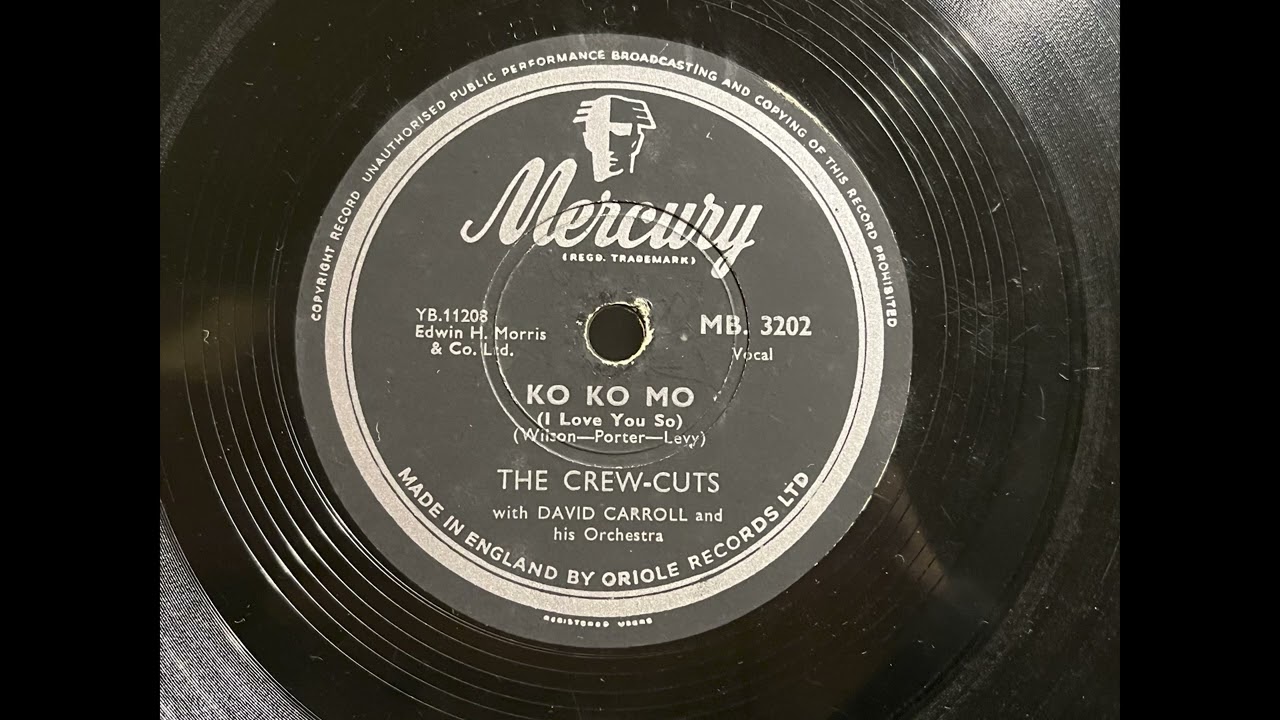 COPYRIGHT RECORD UNAUTHORISED PUBLIC PERFORMANCE BROADCASTING AND COPYING OF THIS RECORD PROHIBITED
Mercury
(REGD. TRADEMARK)
YB.11208
Edwin H. Morris
& Co. Ltd.
MB. 3202
Vocal
KO KO MO
(I Love You So)
(Wilson—Porter—Levy)
THE CREW-CUTS
with DAVID CARROLL and
his Orchestra
MADE IN ENGLAND BY ORIOLE RECORDS LTD
REGISTERED USERS